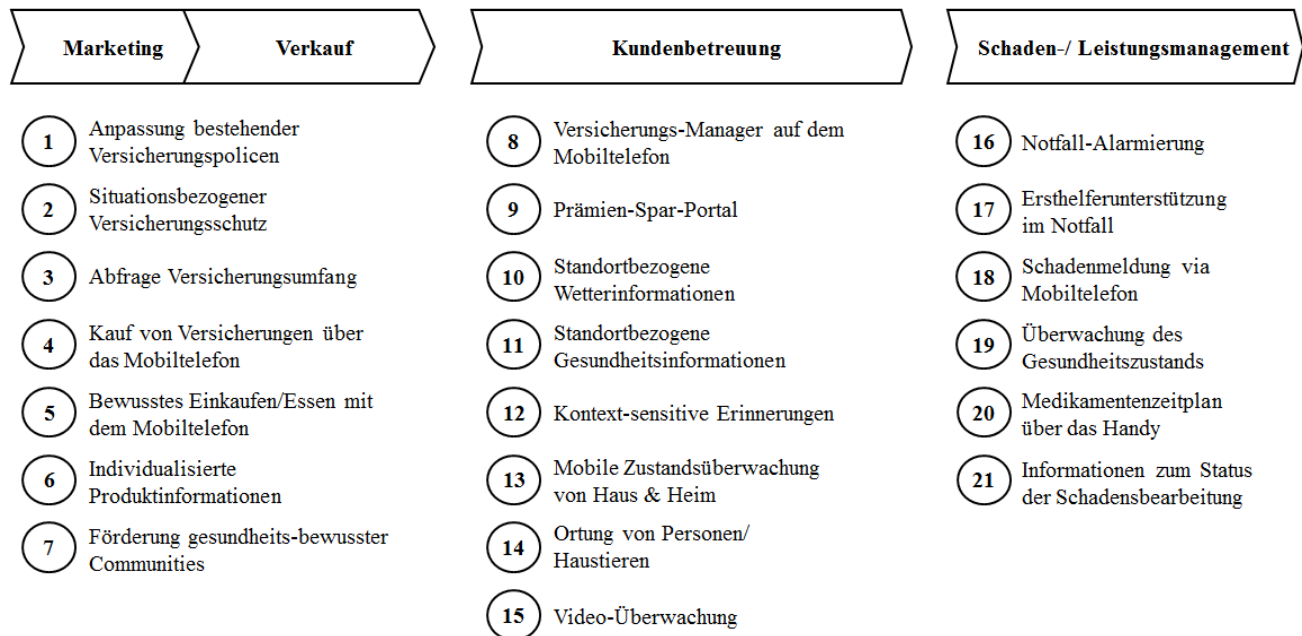 Marketing
Verkauf
1
Anpassung bestehender
Versicherungspolicen
2
Situationsbezogener
Versicherungsschutz
3
Abfrage Versicherungsumfang
4
Kauf von Versicherungen über
das Mobiltelefon
5
Bewusstes Einkaufen/Essen mit
dem Mobiltelefon
6
Individualisierte
Produktinformationen
7
Förderung gesundheits-bewusster
Communities
Kundenbetreuung
8
Versicherungs-Manager auf dem
Mobiltelefon
9
Prämien-Spar-Portal
10
Standortbezogene
Wetterinformationen
11
Standortbezogene
Gesundheitsinformationen
12
Kontext-sensitive Erinnerungen
13
Mobile Zustandsüberwachung
von Haus & Heim
14
Ortung von Personen/
Haustieren
15
Video-Überwachung
Schaden-/ Leistungsmanagement
16
Notfall-Alarmierung
17
Ersthelferunterstützung
im Notfall
18
Schadenmeldung via
Mobiltelefon
19
Überwachung des
Gesundheitszustands
20
Medikamentenzeitplan
über das Handy
21
Informationen zum Status
der Schadensbearbeitung